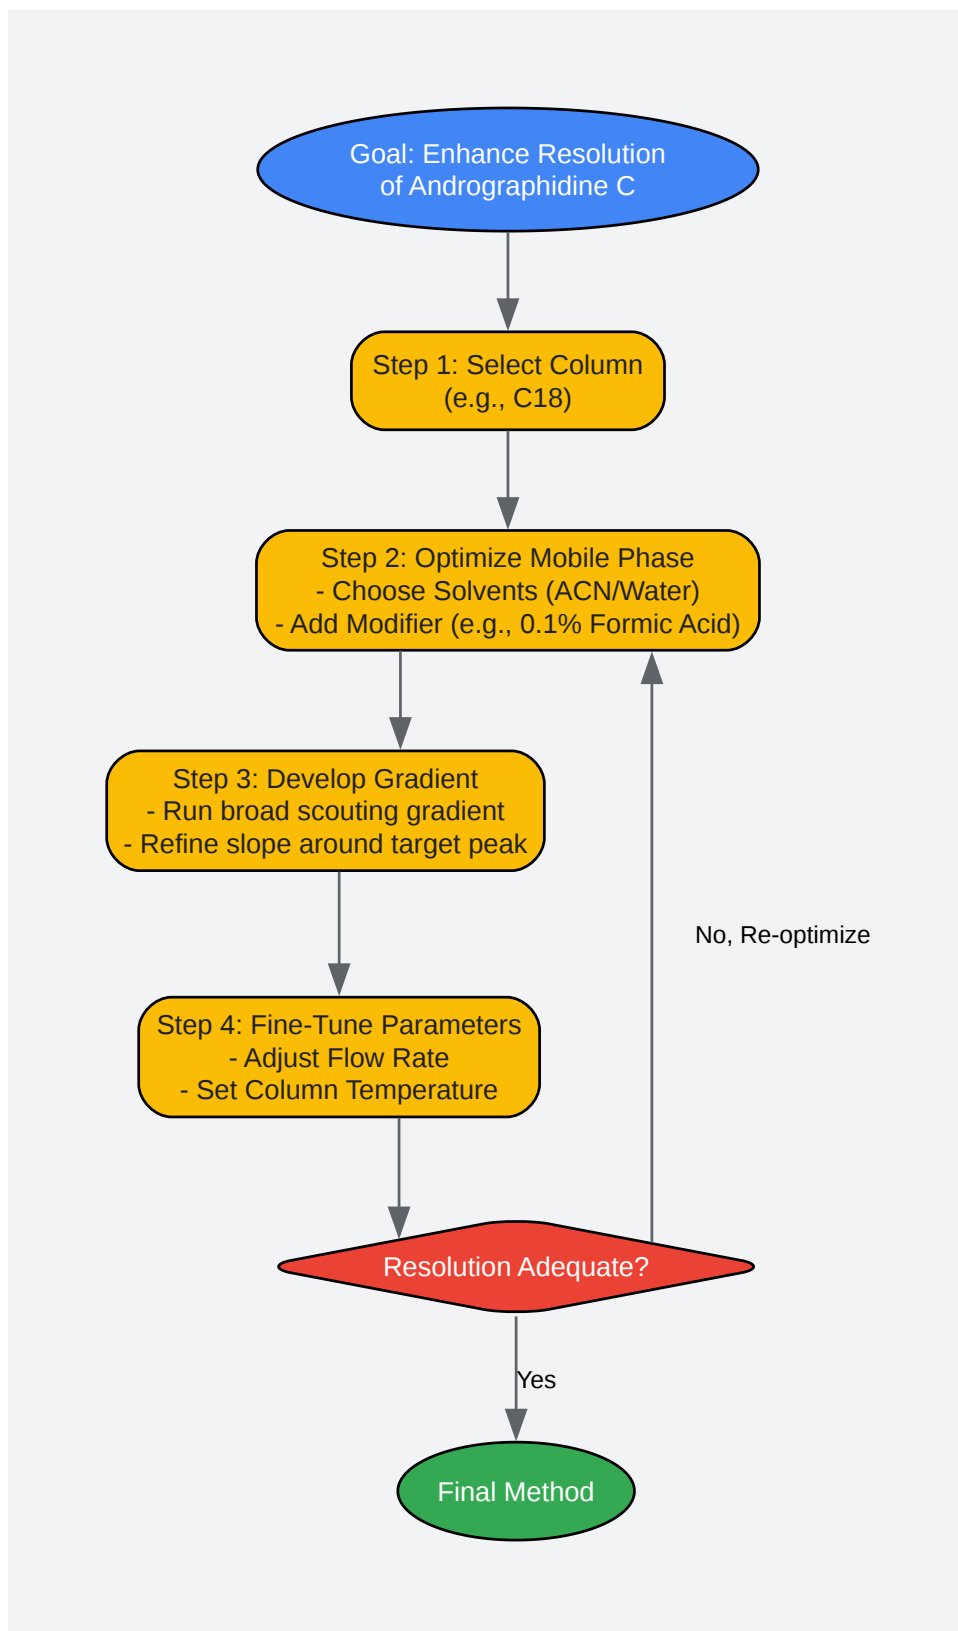 Goal: Enhance Resolution
of Andrographidine C
Step 1: Select Column
(e.g., C18)
Step 2: Optimize Mobile Phase
- Choose Solvents (ACN/Water)
- Add Modifier (e.g., 0.1% Formic Acid)
Step 3: Develop Gradient
- Run broad scouting gradient
- Refine slope around target peak
No, Re-optimize
Step 4: Fine-Tune Parameters
- Adjust Flow Rate
- Set Column Temperature
Resolution Adequate?
Yes
Final Method